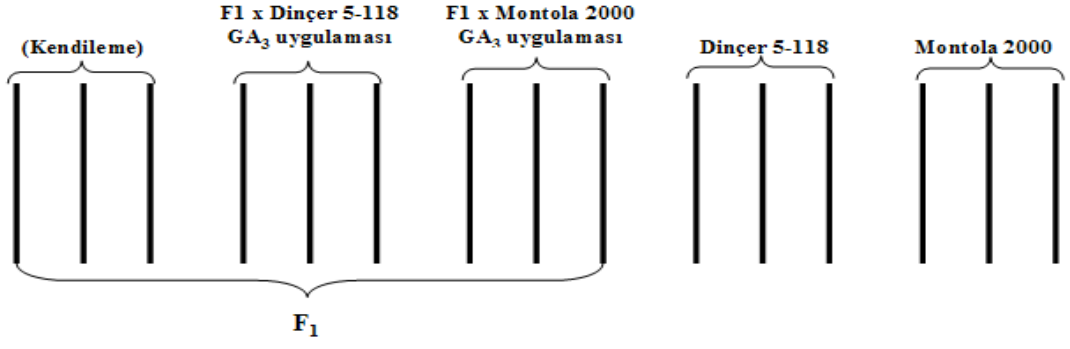 (Kendileme)
F1 x Dinçer 5-118
GA3 uygulaması
F1 x Montola 2000
GA3 uygulaması
Dinçer 5-118
Montola 2000
F1